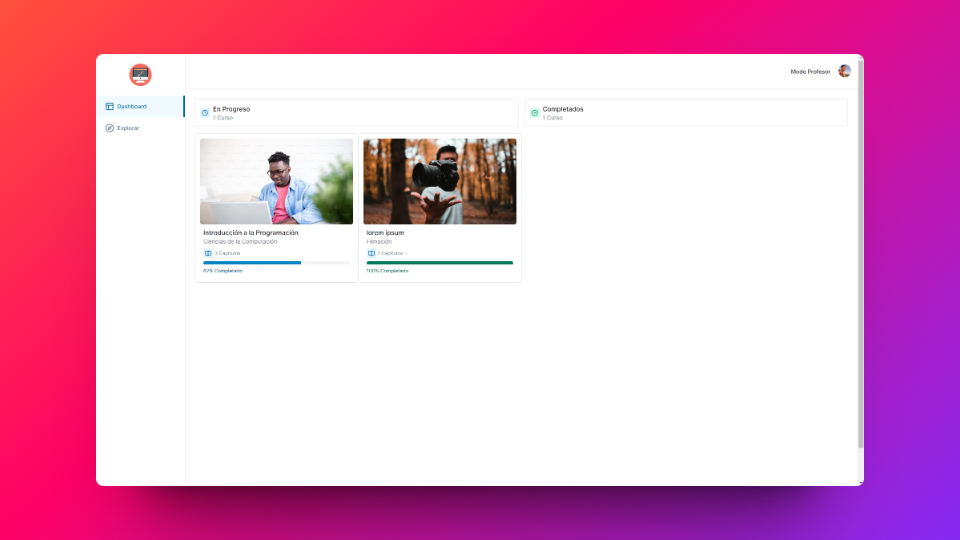 Modo Profesor
Dashboard
Explorar
En Progreso
1 Curso
Completados
1 Curso
Introducción a la Programación
Ciencias de la Computación
3 Capítulos
67% Completado
lorem ipsum
Filmación
1 Capítulos
100% Completado